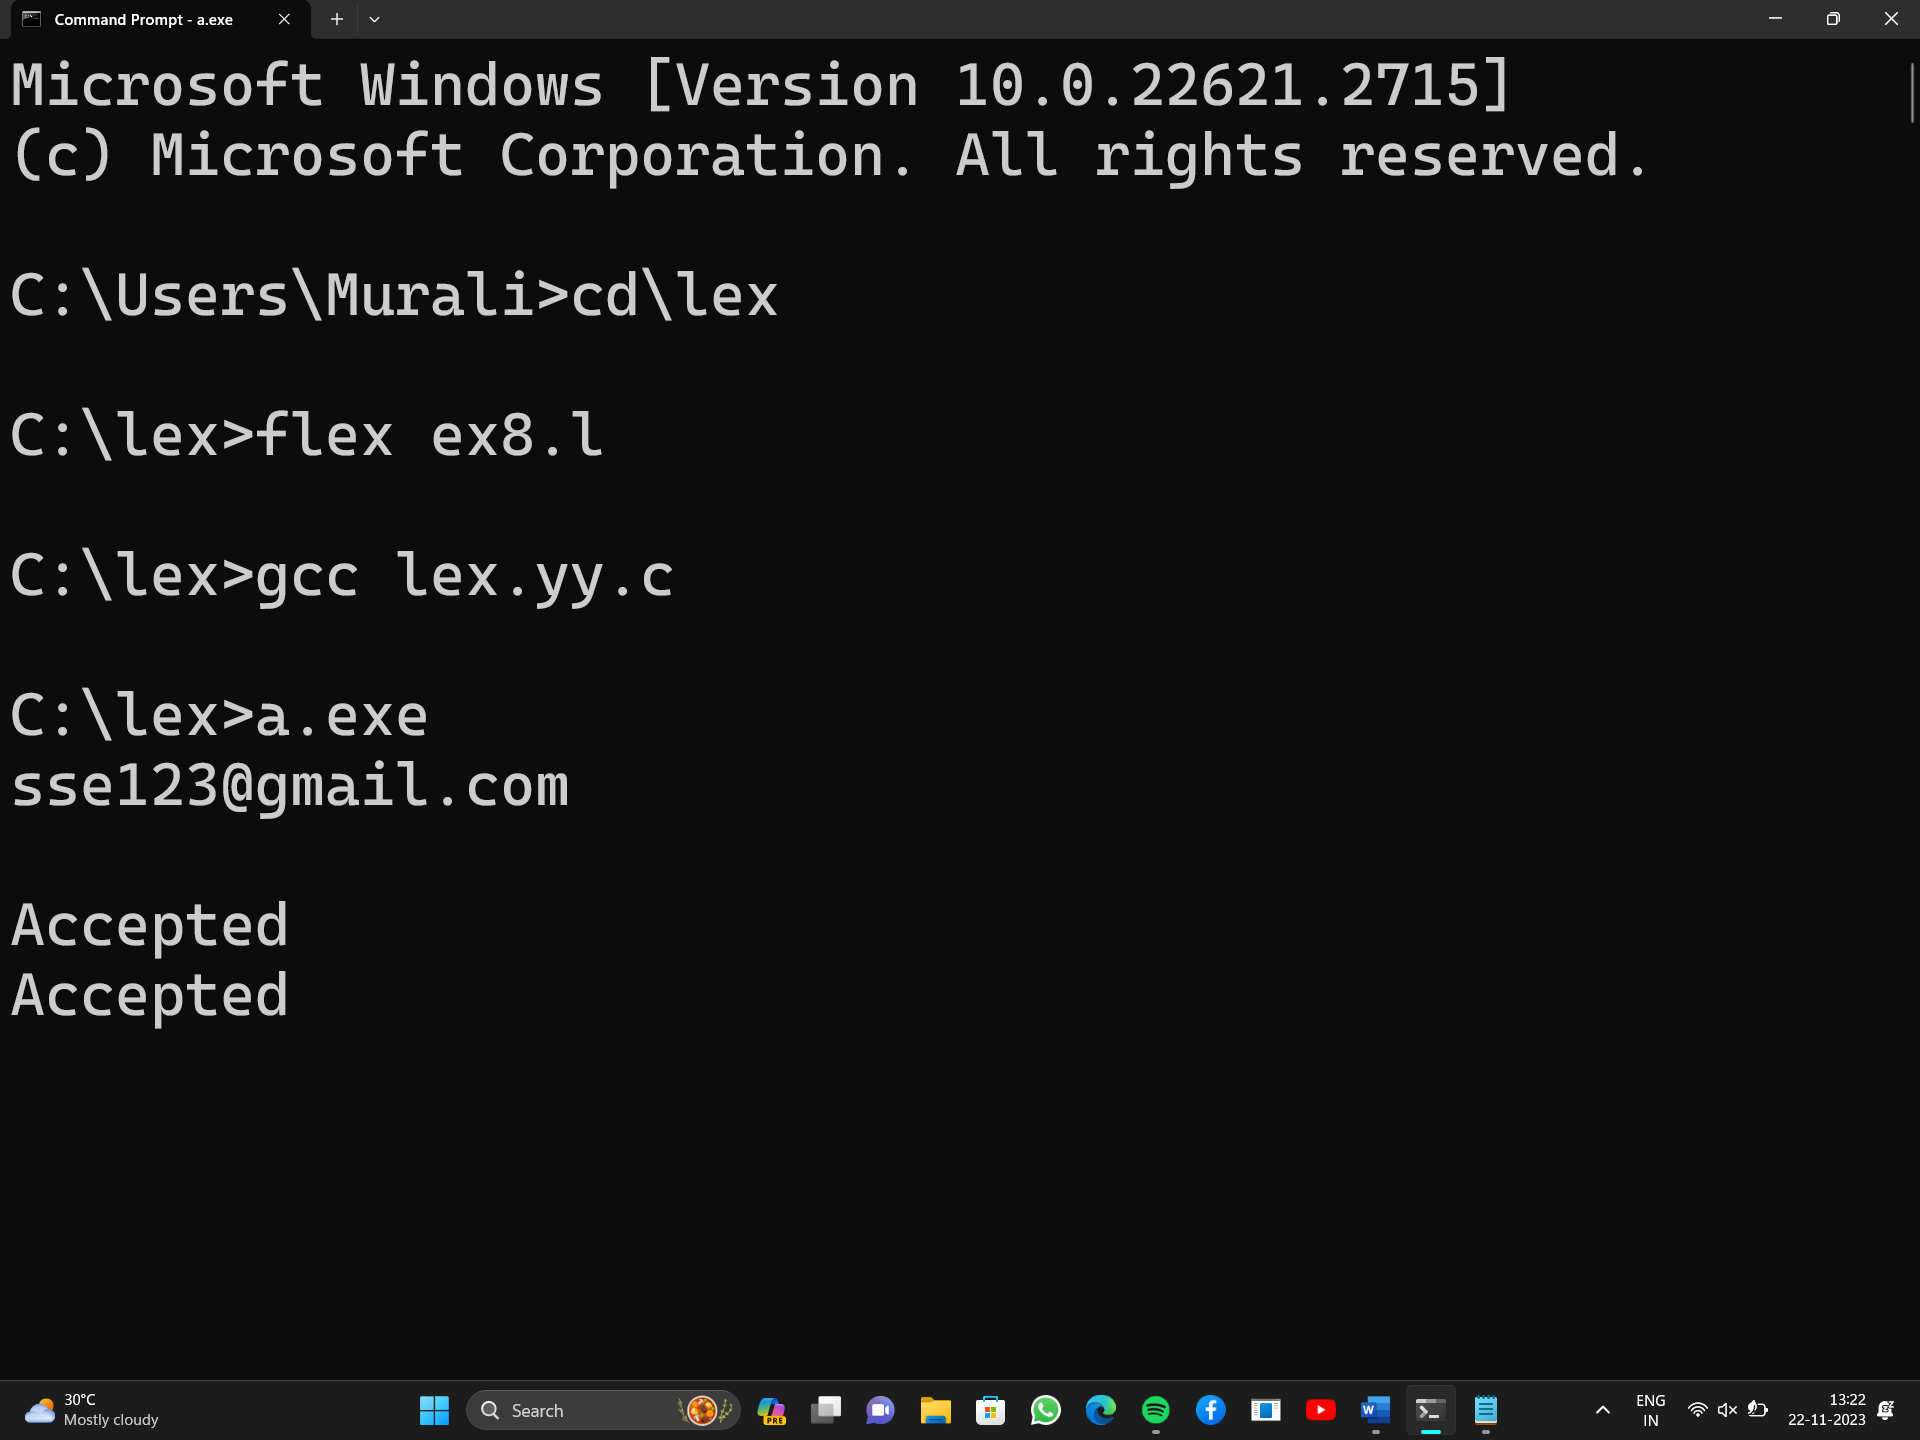 Command Prompt - a.exe
Microsoft Windows [Version 10.0.22621.2715]
(c) Microsoft Corporation. All rights reserved.
C:\Users\Murali>cd\lex
C:\lex>flex ex8.l
C:\lex>gcc lex.yy.c
C:\lex>a.exe
sse123@gmail.com
Accepted
Accepted
30°C
Mostly cloudy
Search
PRE
ENG
IN
13:22
22-11-2023